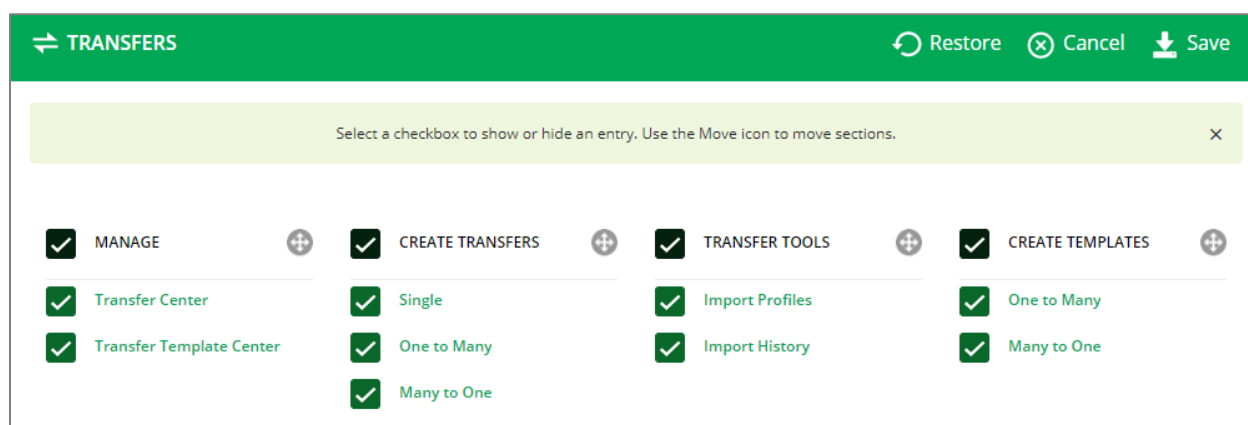 TRANSFERS
Restore
Cancel
Save
Select a checkbox to show or hide an entry. Use the Move icon to move sections.
MANAGE
Transfer Center
Transfer Template Center
CREATE TRANSFERS
Single
One to Many
Many to One
TRANSFER TOOLS
Import Profiles
Import History
CREATE TEMPLATES
One to Many
Many to One